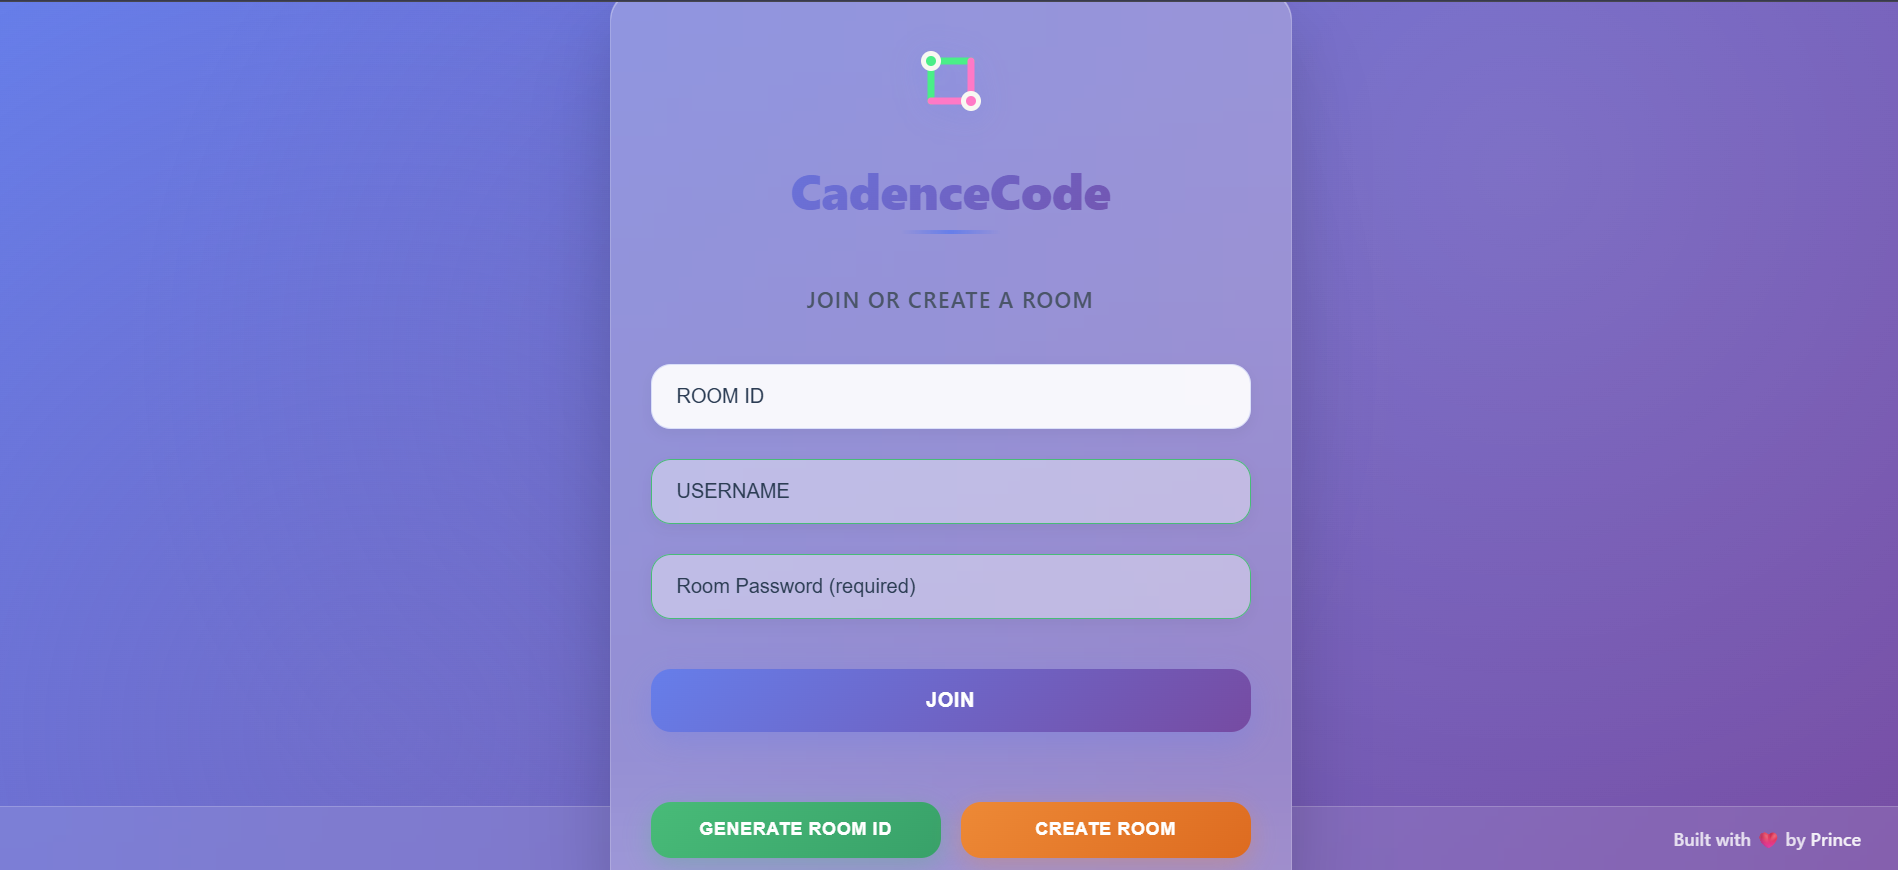 CadenceCode
JOIN OR CREATE A ROOM
ROOM ID
USERNAME
Room Password (required)
JOIN
GENERATE ROOM ID
CREATE ROOM
Built with 💗 by Prince